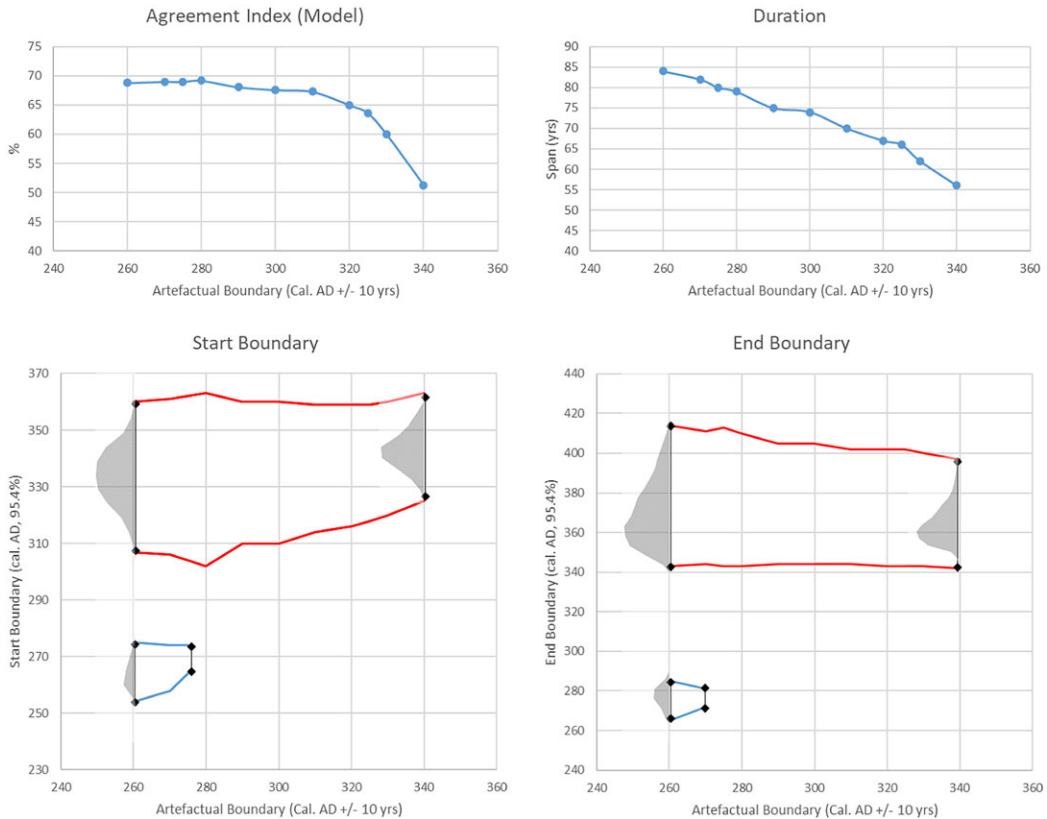 Agreement Index (Model)
75
70
65
60
55
50
45
40
%
240 260 280 300 320 340 360
Artefactual Boundary (Cal. AD +/- 10 yrs)
Duration
90
85
80
75
70
65
60
55
50
45
40
Span (yrs)
240 260 280 300 320 340 360
Artefactual Boundary (Cal. AD +/- 10 yrs)
Start Boundary
370
350
330
310
290
270
250
230
Start Boundary (cal. AD, 95.4%)
240 260 280 300 320 340 360
Artefactual Boundary (Cal. AD +/- 10 yrs)
End Boundary
440
420
400
380
360
340
320
300
280
260
240
End Boundary (cal. AD, 95.4%)
240 260 280 300 320 340 360
Artefactual Boundary (Cal. AD +/- 10 yrs)